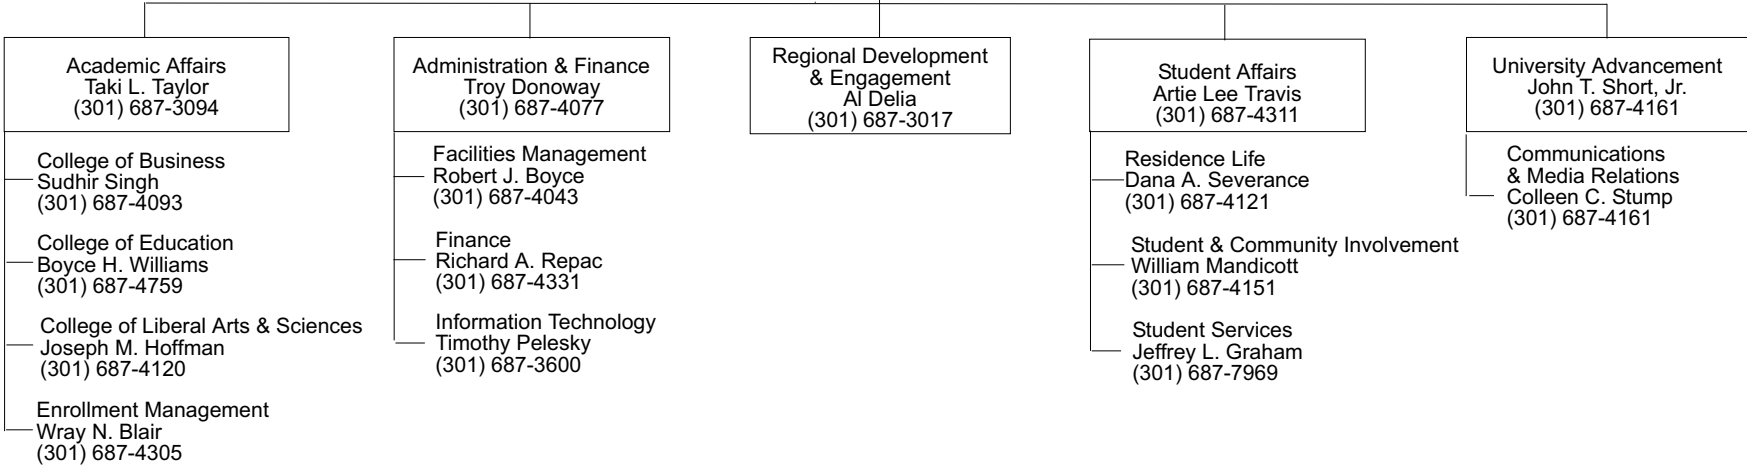 Academic Affairs
Taki L. Taylor
(301) 687-3094
College of Business
Sudhir Singh
(301) 687-4093
College of Education
Boyce H. Williams
(301) 687-4759
College of Liberal Arts & Sciences
Joseph M. Hoffman
(301) 687-4120
Enrollment Management
Wray N. Blair
(301) 687-4305
Administration & Finance
Troy Donoway
(301) 687-4077
Facilities Management
Robert J. Boyce
(301) 687-4043
Finance
Richard A. Repac
(301) 687-4331
Information Technology
Timothy Pelesky
(301) 687-3600
Regional Development
& Engagement
Al Delia
(301) 687-3017
Student Affairs
Artie Lee Travis
(301) 687-4311
Residence Life
Dana A. Severance
(301) 687-4121
Student & Community Involvement
William Mandicott
(301) 687-4151
Student Services
Jeffrey L. Graham
(301) 687-7969
University Advancement
John T. Short, Jr.
(301) 687-4161
Communications
& Media Relations
Colleen C. Stump
(301) 687-4161